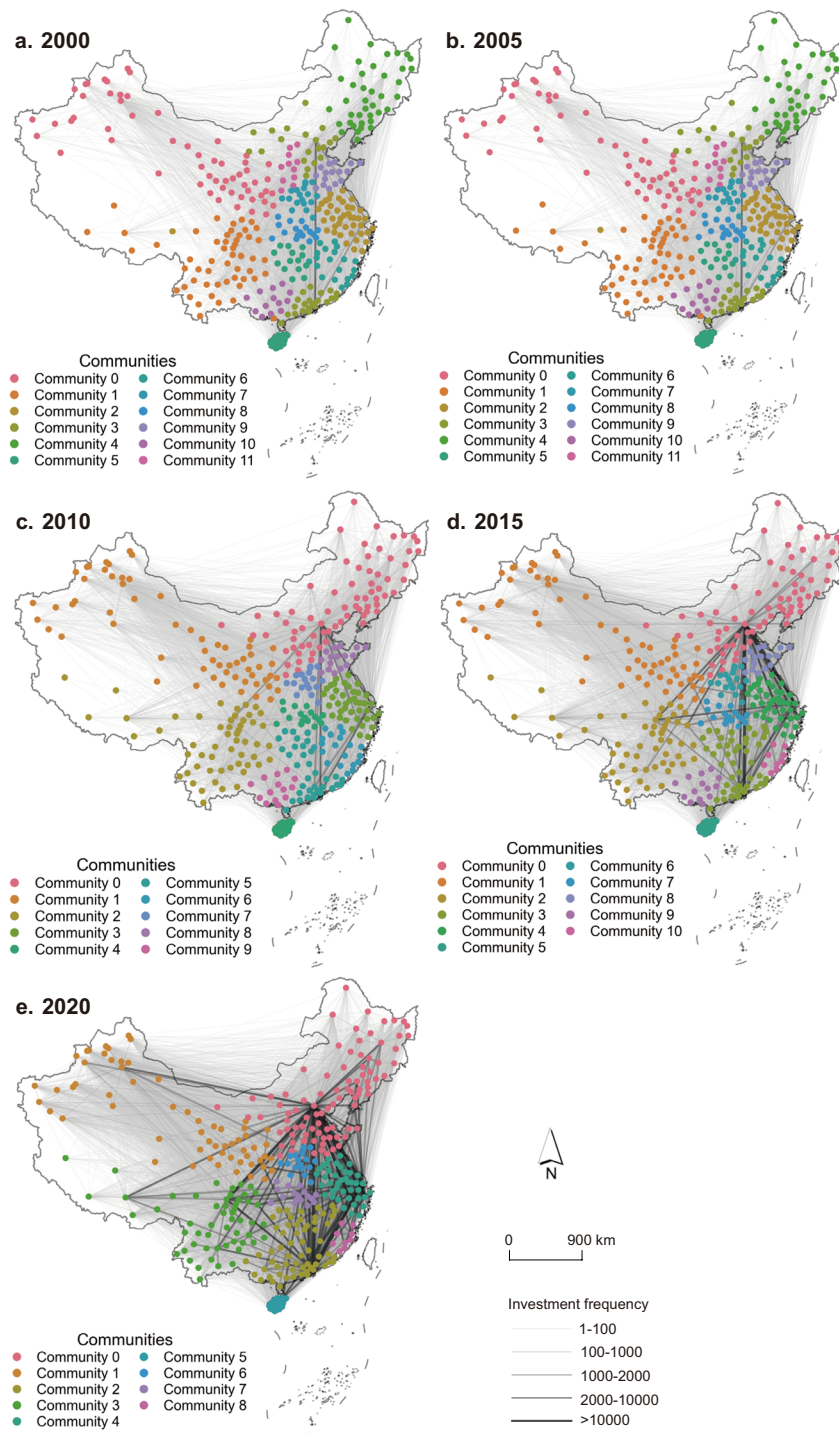 a. 2000
Communities
Community 0
Community 6
Community 1
Community 7
Community 2
Community 8
Community 3
Community 9
Community 4
Community 10
Community 5
Community 11
b. 2005
Communities
Community 0
Community 6
Community 1
Community 7
Community 2
Community 8
Community 3
Community 9
Community 4
Community 10
Community 5
Community 11
c. 2010
Communities
Community 0
Community 5
Community 1
Community 6
Community 2
Community 7
Community 3
Community 8
Community 4
Community 9
d. 2015
Communities
Community 0
Community 6
Community 1
Community 7
Community 2
Community 8
Community 3
Community 9
Community 4
Community 10
Community 5
e. 2020
Communities
Community 0
Community 5
Community 1
Community 6
Community 2
Community 7
Community 3
Community 8
Community 4
N
0 900 km
Investment frequency
1-100
100-1000
1000-2000
2000-10000
>10000